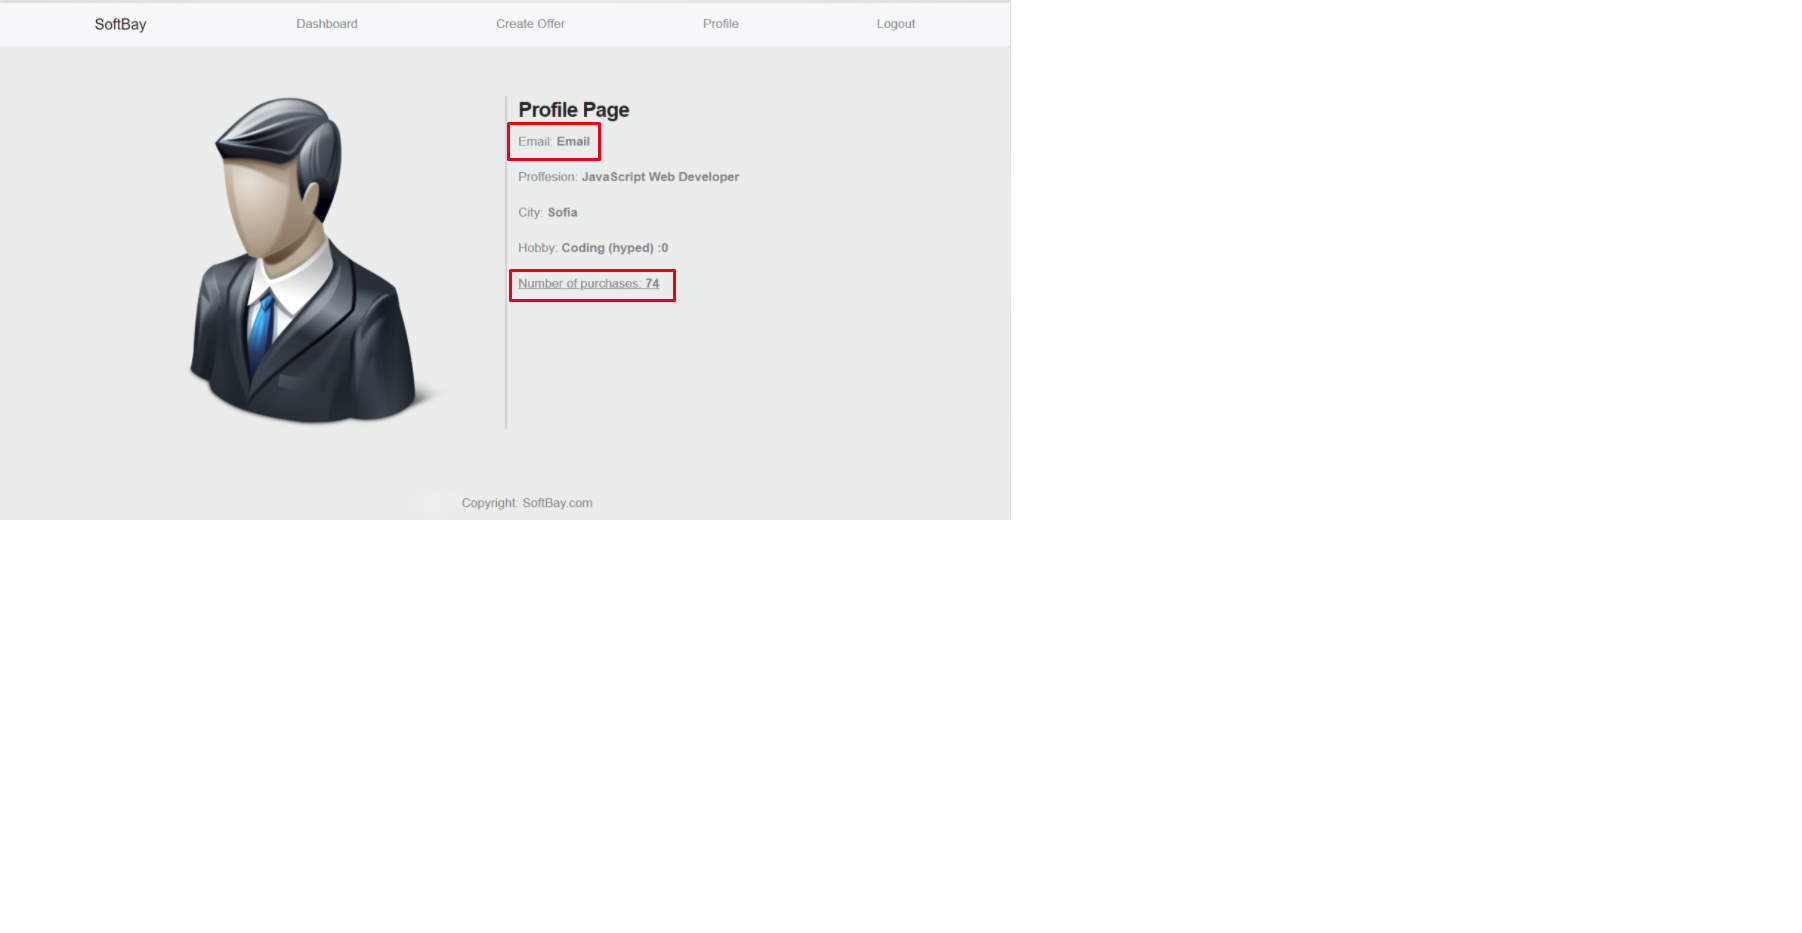 SoftBay Dashboard Create Offer Profile Logout
Profile Page
Email: Email
Proffesion: JavaScript Web Developer
City: Sofia
Hobby: Coding (hyped) :0
Number of purchases: 74
Copyright: SoftBay.com